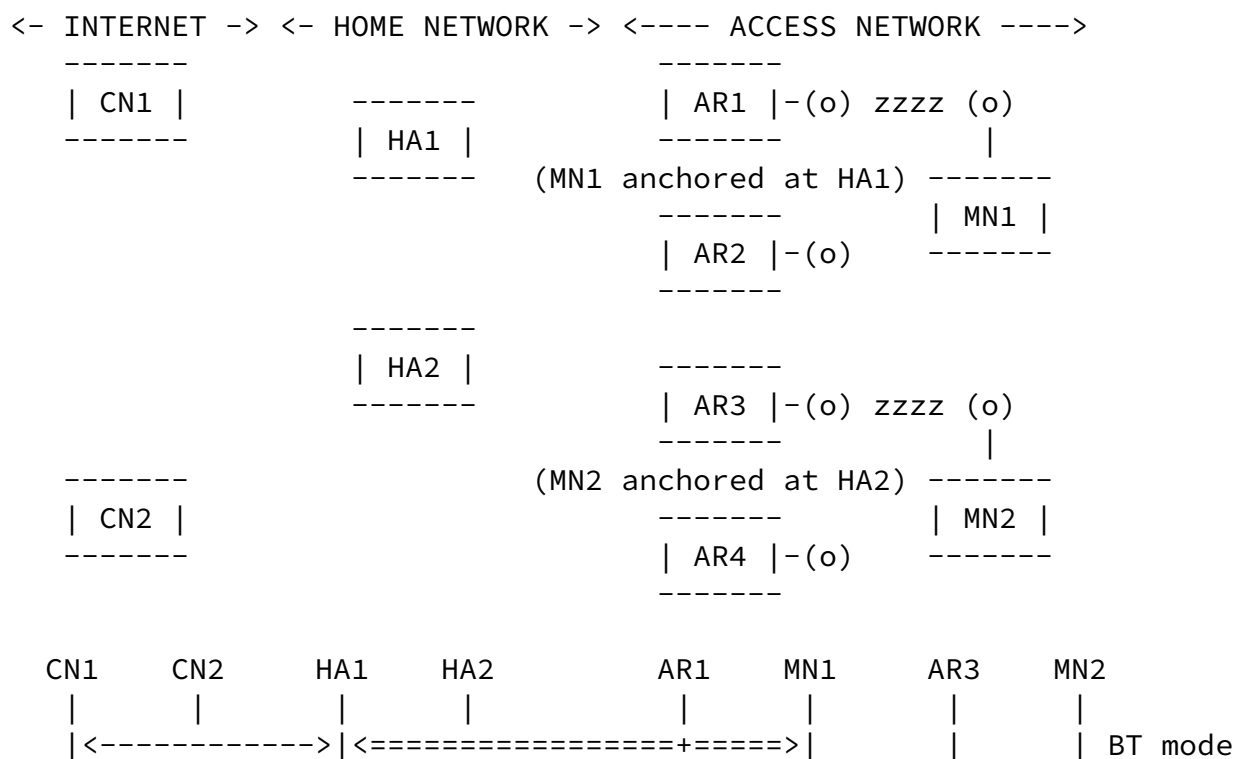 <- INTERNET -> <- HOME NETWORK -> <---- ACCESS NETWORK ---->
   -------                          -------
   | CN1 |         -------          | AR1 |-(o) zzzz (o)
   -------         | HA1 |          -------           |
                   -------   (MN1 anchored at HA1) -------
                                    -------        | MN1 |
                                    | AR2 |-(o)    -------
                                    -------
                   -------
                   | HA2 |          -------
                   -------          | AR3 |-(o) zzzz (o)
                                    -------           |
   -------                   (MN2 anchored at HA2) -------
   | CN2 |                          -------        | MN2 |
   -------                          | AR4 |-(o)    -------
                                    -------
  CN1    CN2     HA1    HA2         AR1    MN1     AR3    MN2
   |      |       |      |           |      |       |      |
   |<------------>|<=================+=====>|       |      | BT mode